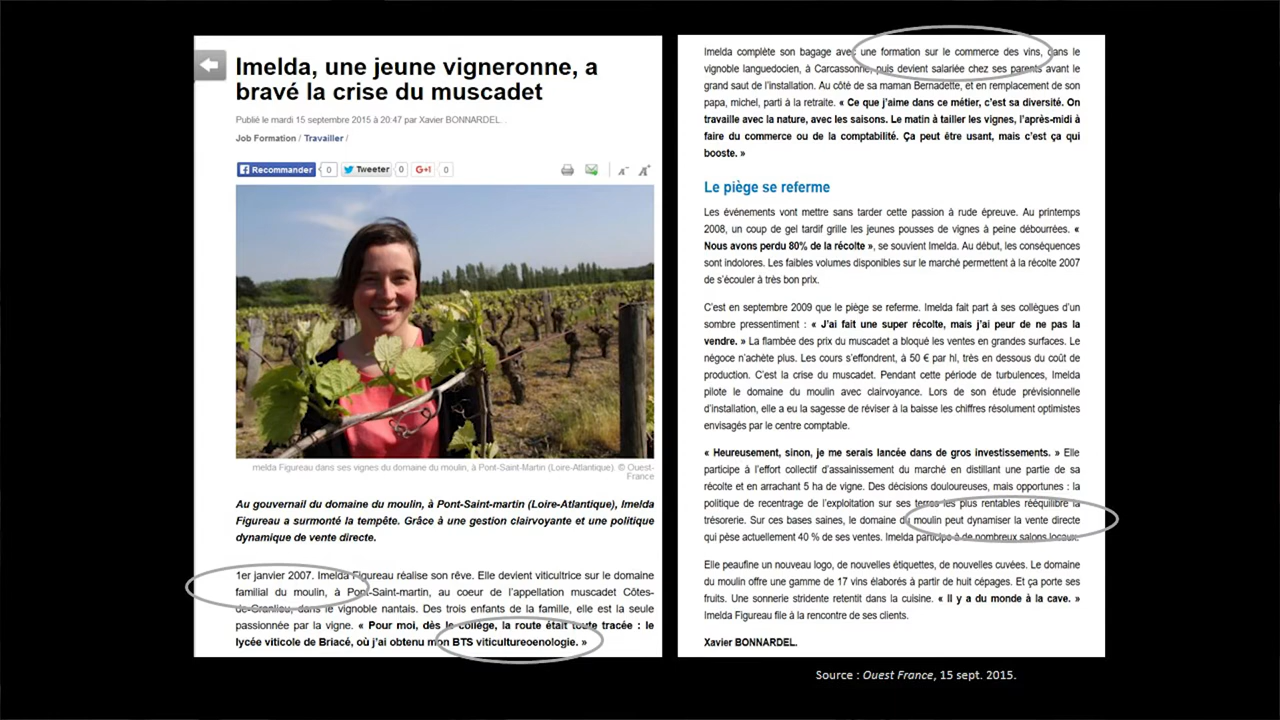 Imelda, une jeune vigneronne, a
bravé la crise du muscadet
Publié le mardi 15 septembre 2015 à 20:47 par Xavier BONNARDEL. .
Job Formation / Travailler /
Recommander 0 Tweeter 0 G+1 0 A- A+
melda Figureau dans ses vignes du domaine du moulin, à Pont-Saint-Martin (Loire-Atlantique). © Ouest-
France
Au gouvernail du domaine du moulin, à Pont-Saint-martin (Loire-Atlantique), Imelda
Figureau a surmonté la tempête. Grâce à une gestion clairvoyante et une politique
dynamique de vente directe.
1er janvier 2007. Imelda Figureau réalise son rêve. Elle devient viticultrice sur le domaine
familial du moulin, à Pont-Saint-martin, au coeur de l'appellation muscadet Côtes-
de-Granlieu, dans le vignoble nantais. Des trois enfants de la famille, elle est la seule
passionnée par la vigne. « Pour moi, dès le collège, la route était toute tracée : le
lycée viticole de Briacé, où j'ai obtenu mon BTS viticultureoenologie. »
Imelda complète son bagage avec une formation sur le commerce des vins, dans le
vignoble languedocien, à Carcassonne, puis devient salariée chez ses parents avant le
grand saut de l'installation. Au côté de sa maman Bernadette, et en remplacement de son
papa, michel, parti à la retraite. « Ce que j'aime dans ce métier, c'est sa diversité. On
travaille avec la nature, avec les saisons. Le matin à tailler les vignes, l'après-midi à
faire du commerce ou de la comptabilité. Ça peut être usant, mais c'est ça qui
booste. »
Le piège se referme
Les événements vont mettre sans tarder cette passion à rude épreuve. Au printemps
2008, un coup de gel tardif grille les jeunes pousses de vignes à peine débourrées. «
Nous avons perdu 80% de la récolte », se souvient Imelda. Au début, les conséquences
sont indolores. Les faibles volumes disponibles sur le marché permettent à la récolte 2007
de s'écouler à très bon prix.
C'est en septembre 2009 que le piège se referme. Imelda fait part à ses collègues d'un
sombre pressentiment : « J'ai fait une super récolte, mais j'ai peur de ne pas la
vendre. » La flambée des prix du muscadet a bloqué les ventes en grandes surfaces. Le
négoce n'achète plus. Les cours s'effondrent, à 50 € par hl, très en dessous du coût de
production. C'est la crise du muscadet. Pendant cette période de turbulences, Imelda
pilote le domaine du moulin avec clairvoyance. Lors de son étude prévisionnelle
d'installation, elle a eu la sagesse de réviser à la baisse les chiffres résolument optimistes
envisagés par le centre comptable.
« Heureusement, sinon, je me serais lancée dans de gros investissements. » Elle
participe à l'effort collectif d'assainissement du marché en distillant une partie de sa
récolte et en arrachant 5 ha de vigne. Des décisions douloureuses, mais opportunes : la
politique de recentrage de l'exploitation sur ses terres les plus rentables rééquilibre la
trésorerie. Sur ces bases saines, le domaine du moulin peut dynamiser la vente directe
qui pèse actuellement 40 % de ses ventes. Imelda participe à de nombreux salons locaux.
Elle peaufine un nouveau logo, de nouvelles étiquettes, de nouvelles cuvées. Le domaine
du moulin offre une gamme de 17 vins élaborés à partir de huit cépages. Et ça porte ses
fruits. Une sonnerie stridente retentit dans la cuisine. « Il y a du monde à la cave. »
Imelda Figureau file à la rencontre de ses clients.
Xavier BONNARDEL.
Source : Ouest France, 15 sept. 2015.